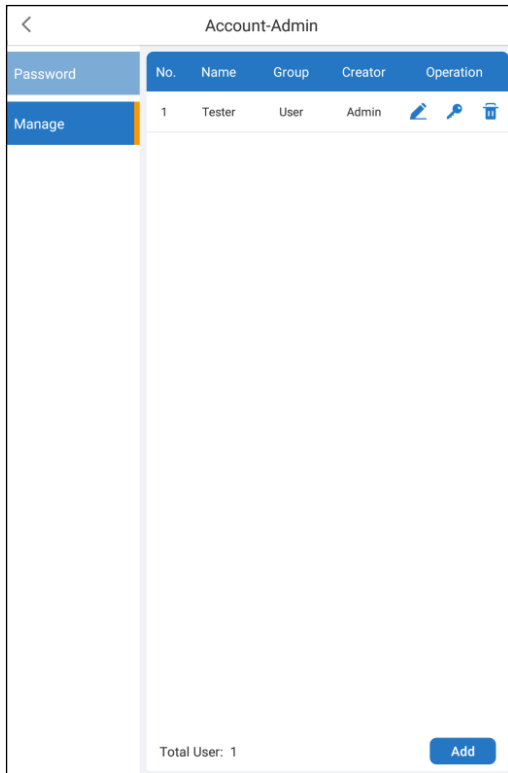 Account-Admin
Password
Manage
No. Name Group Creator Operation
1 Tester User Admin
Total User: 1
Add